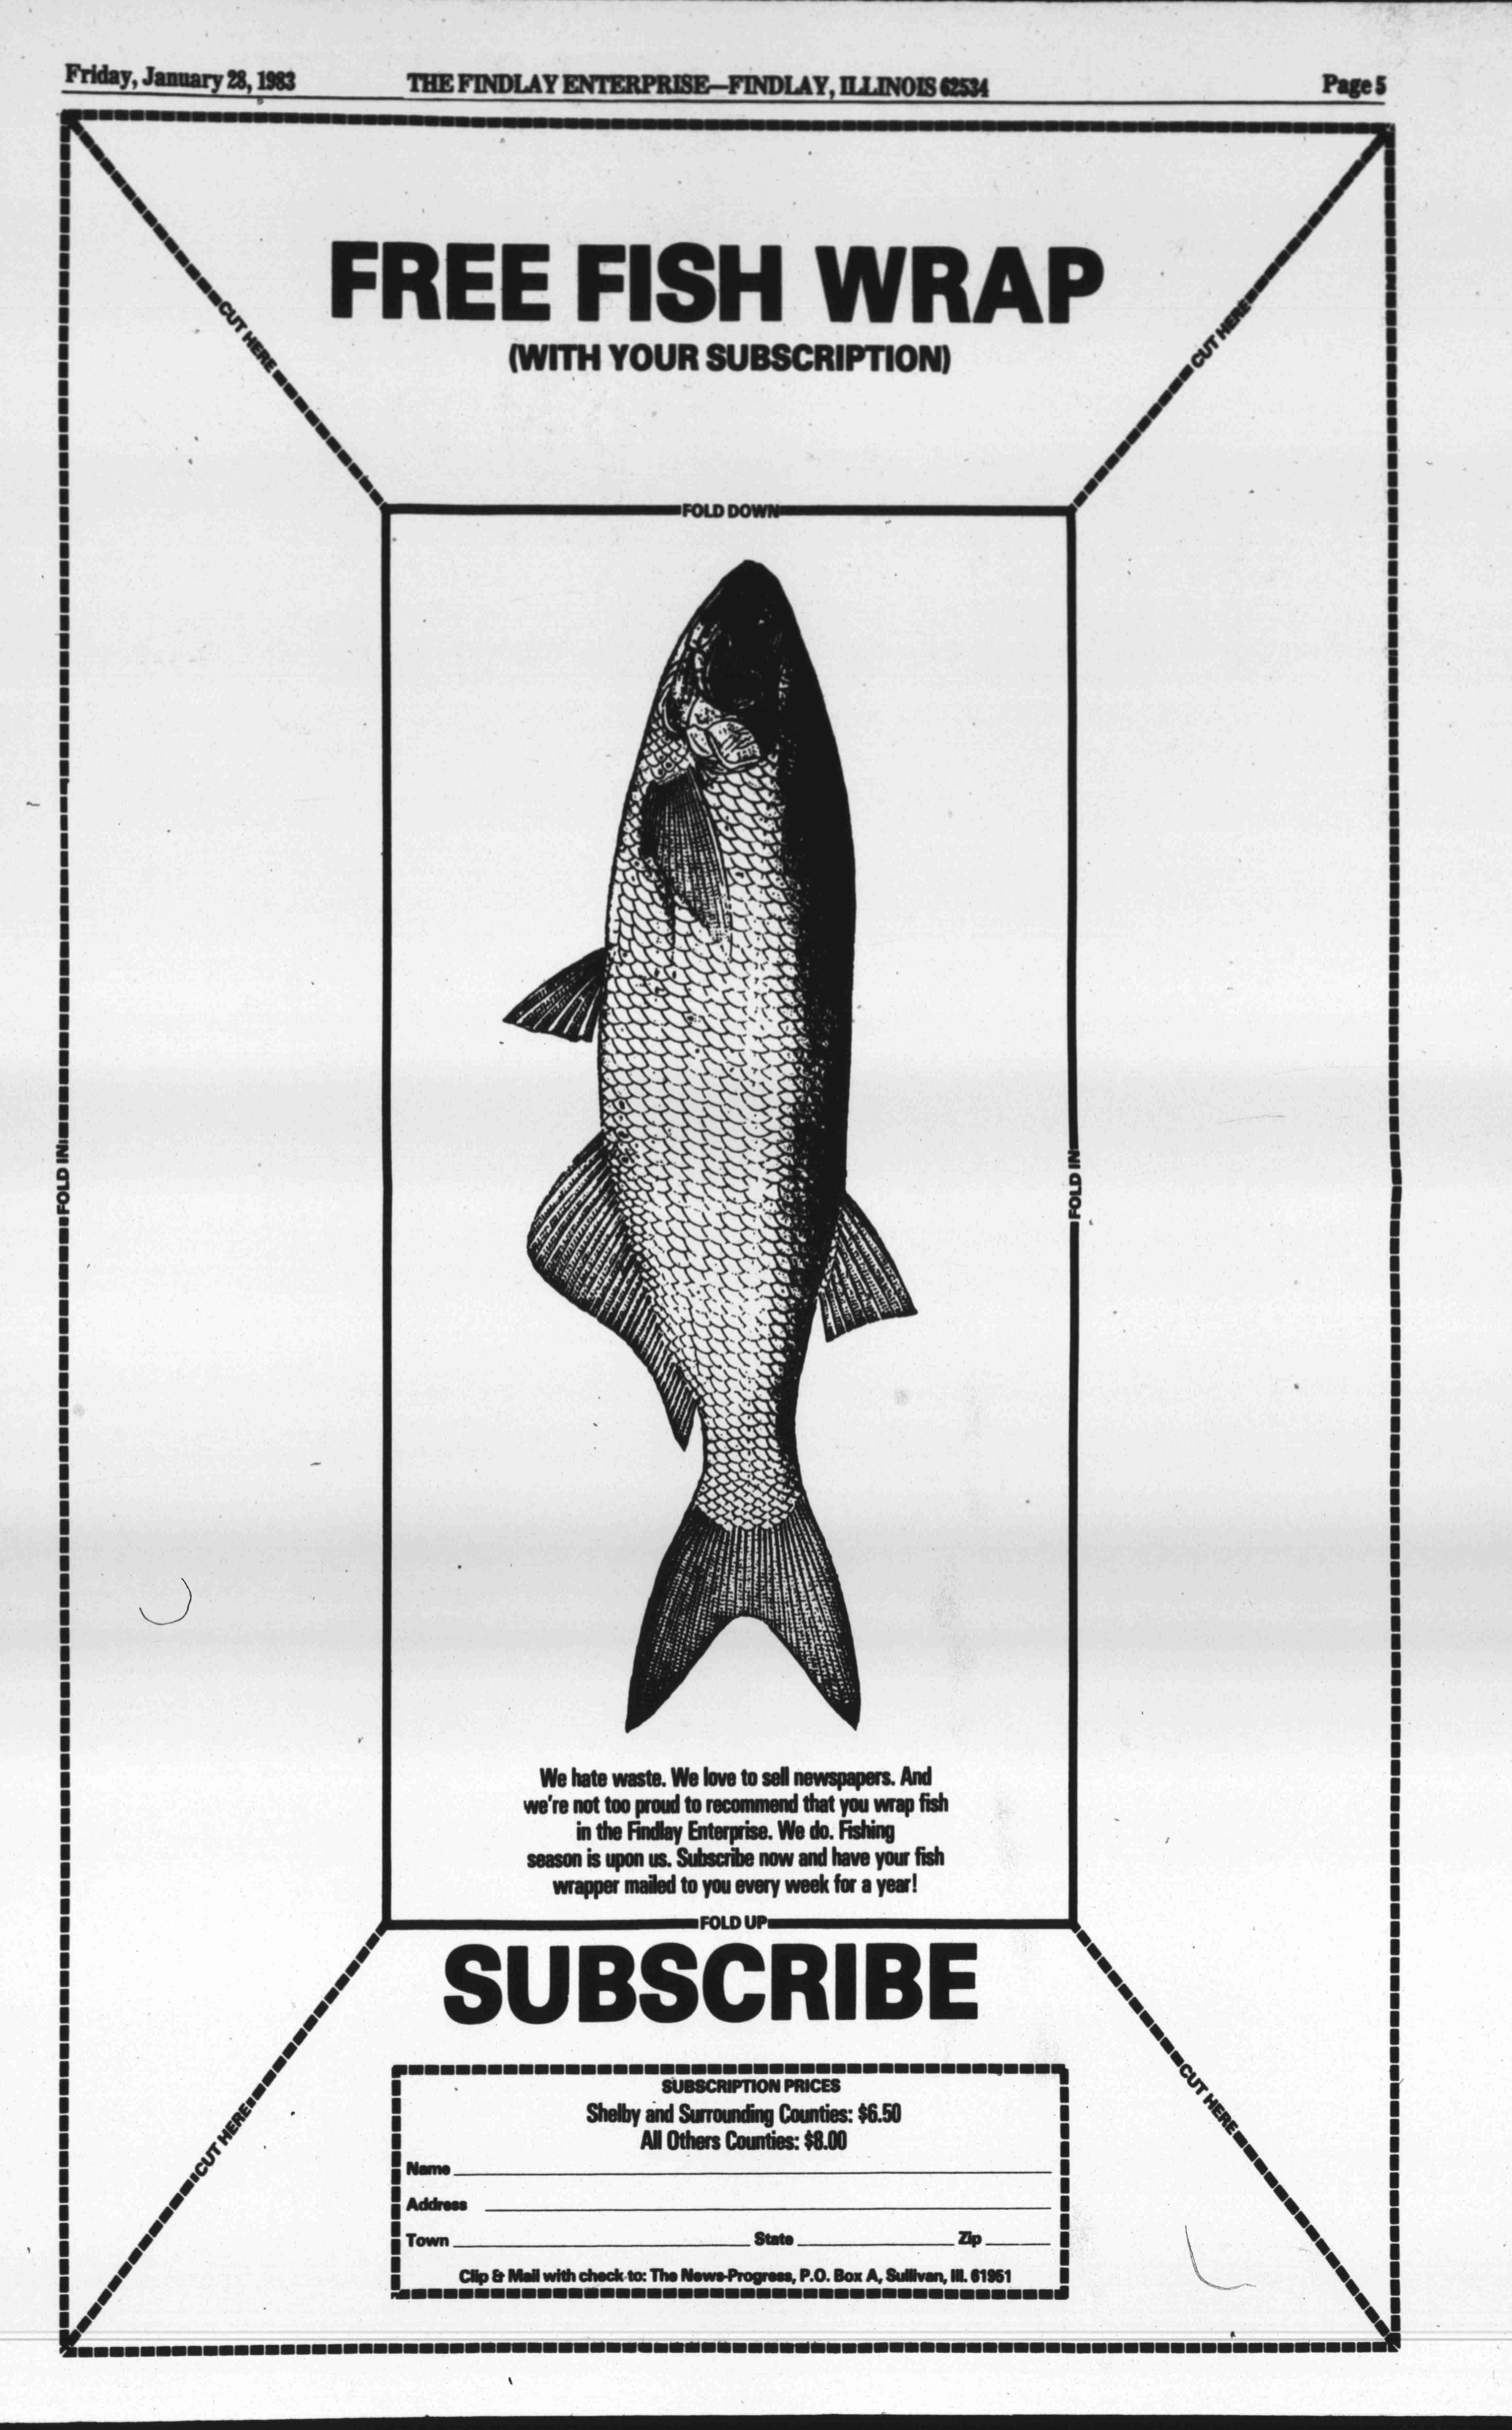 Friday, January 28, 1983 THE FINDLAY ENTERPRISE—FINDLAY, ILLINOIS 62534 Page 5
FREE FISH WRAP
(WITH YOUR SUBSCRIPTION)
CUT HERE
CUT HERE
FOLD DOWN
FOLD IN
FOLD IN
We hate waste. We love to sell newspapers. And
we're not too proud to recommend that you wrap fish
in the Findlay Enterprise. We do. Fishing
season is upon us. Subscribe now and have your fish
wrapper mailed to you every week for a year!
FOLD UP
SUBSCRIBE
CUT HERE
CUT HERE
SUBSCRIPTION PRICES
Shelby and Surrounding Counties: $6.50
All Others Counties: $8.00
Name
Address
Town State Zip
Clip & Mail with check to: The News-Progress, P.O. Box A, Sullivan, Ill. 61951